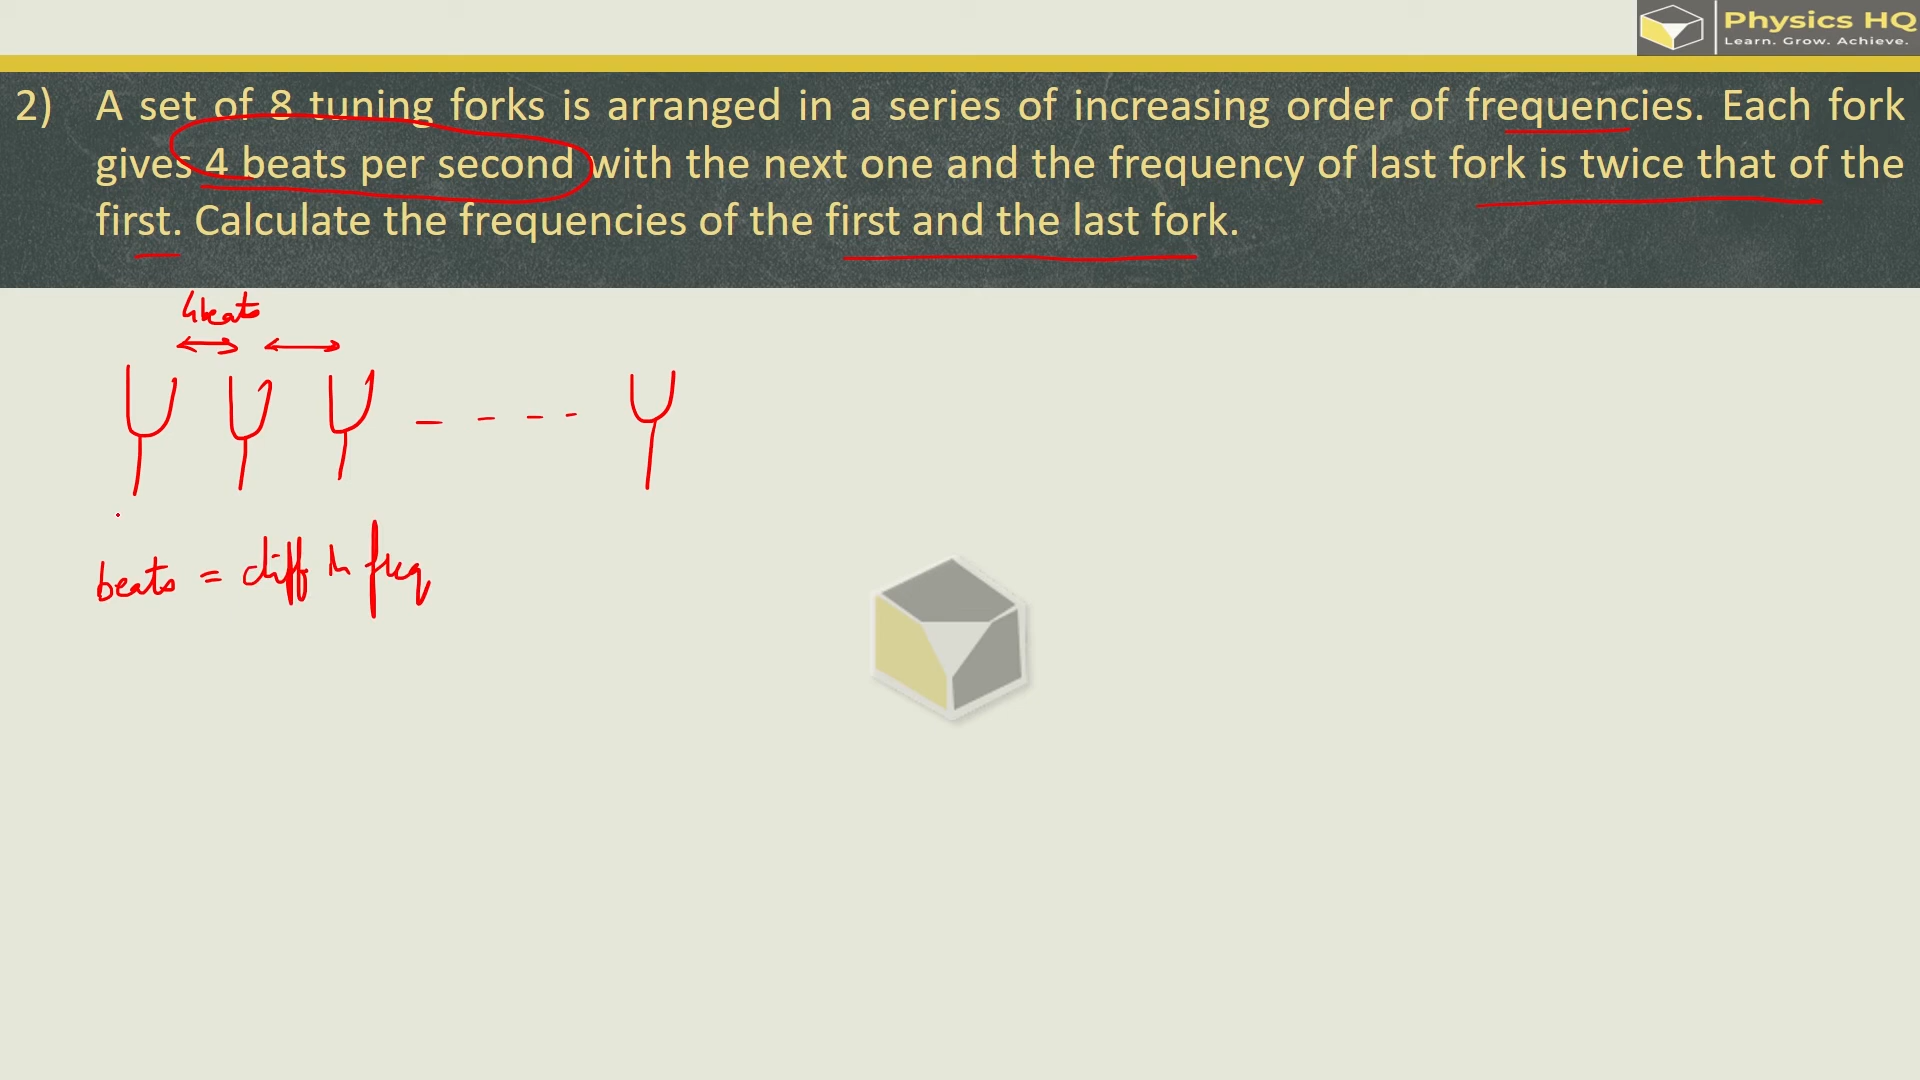 Physics HQ
Learn. Grow. Achieve.
2) A set of 8 tuning forks is arranged in a series of increasing order of frequencies. Each fork
gives 4 beats per second with the next one and the frequency of last fork is twice that of the
first. Calculate the frequencies of the first and the last fork.
4beats
beats = diff in freq